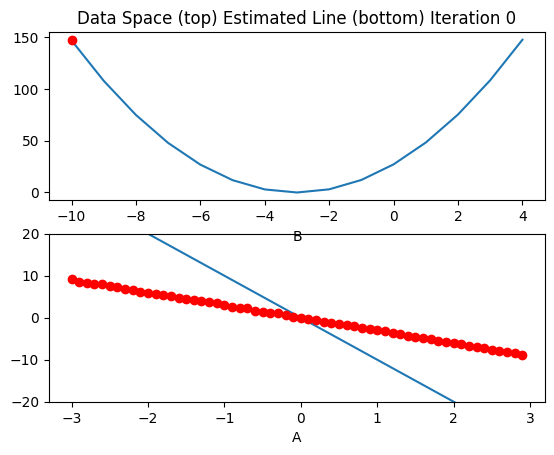 Data Space (top) Estimated Line (bottom) Iteration 0
150
100
50
0
−10 −8 −6 −4 −2 0 2 4
B
20
10
0
−10
−20
−3 −2 −1 0 1 2 3
A